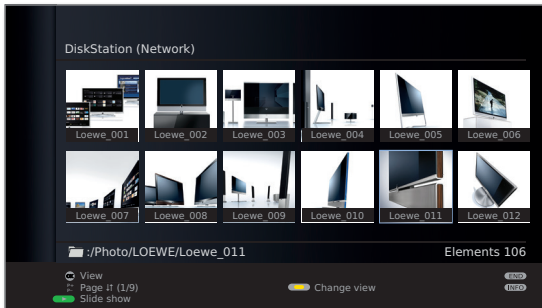 DiskStation (Network)
Loewe_001 Loewe_002 Loewe_003 Loewe_004 Loewe_005 Loewe_006
Loewe_007 Loewe_008 Loewe_009 Loewe_010 Loewe_011 Loewe_012
:/Photo/LOEWE/Loewe_011 Elements 106
OK View END
P+ P- Page ↓↑ (1/9) Change view INFO
Slide show